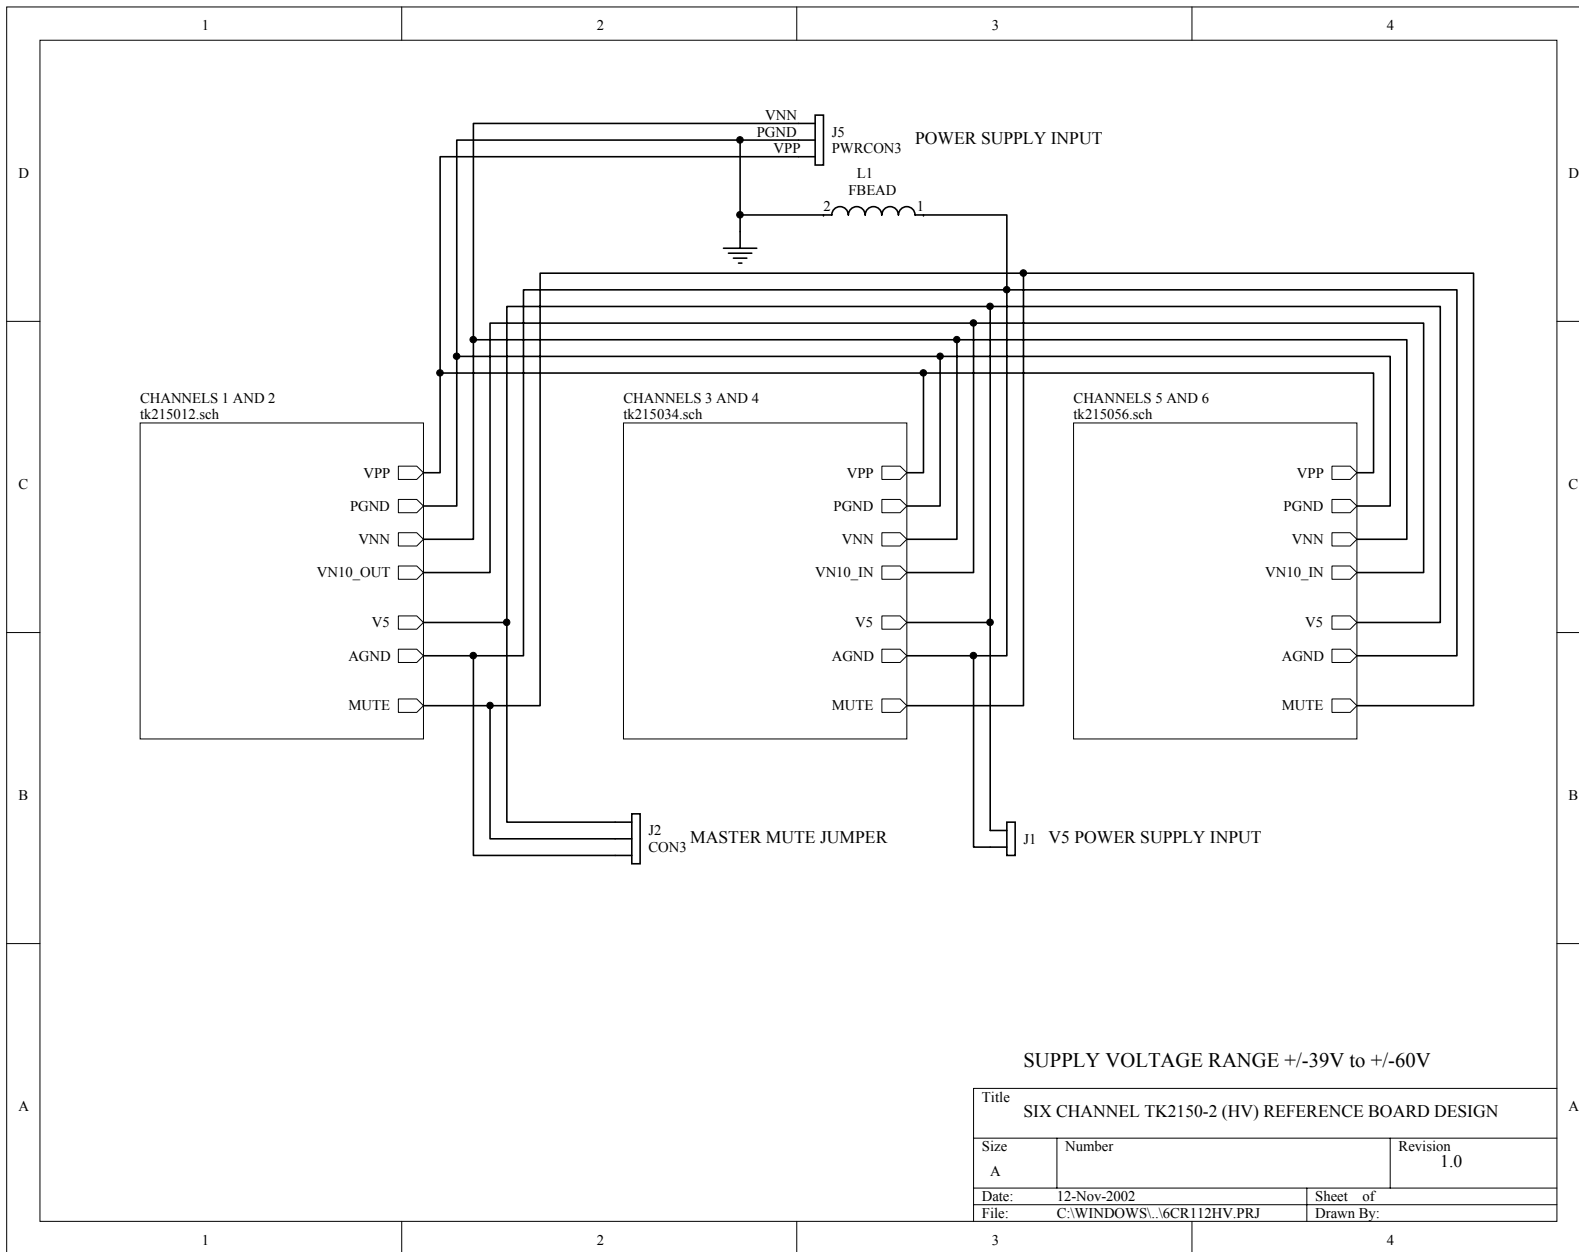 1 2 3 4
VNN
PGND
VPP
J5
PWRCON3
POWER SUPPLY INPUT
D D
L1
FBEAD
2 1
CHANNELS 1 AND 2
tk215012.sch
CHANNELS 3 AND 4
tk215034.sch
CHANNELS 5 AND 6
tk215056.sch
VPP VPP VPP
C C
PGND PGND PGND
VNN VNN VNN
VN10_OUT VN10_IN VN10_IN
V5 V5 V5
AGND AGND AGND
MUTE MUTE MUTE
B B
J2
CON3
MASTER MUTE JUMPER
J1 V5 POWER SUPPLY INPUT
SUPPLY VOLTAGE RANGE +/-39V to +/-60V
A A
Title
SIX CHANNEL TK2150-2 (HV) REFERENCE BOARD DESIGN
Size Number Revision
A 1.0
Date: 12-Nov-2002 Sheet of
File: C:\WINDOWS\..\6CR112HV.PRJ Drawn By:
1 2 3 4